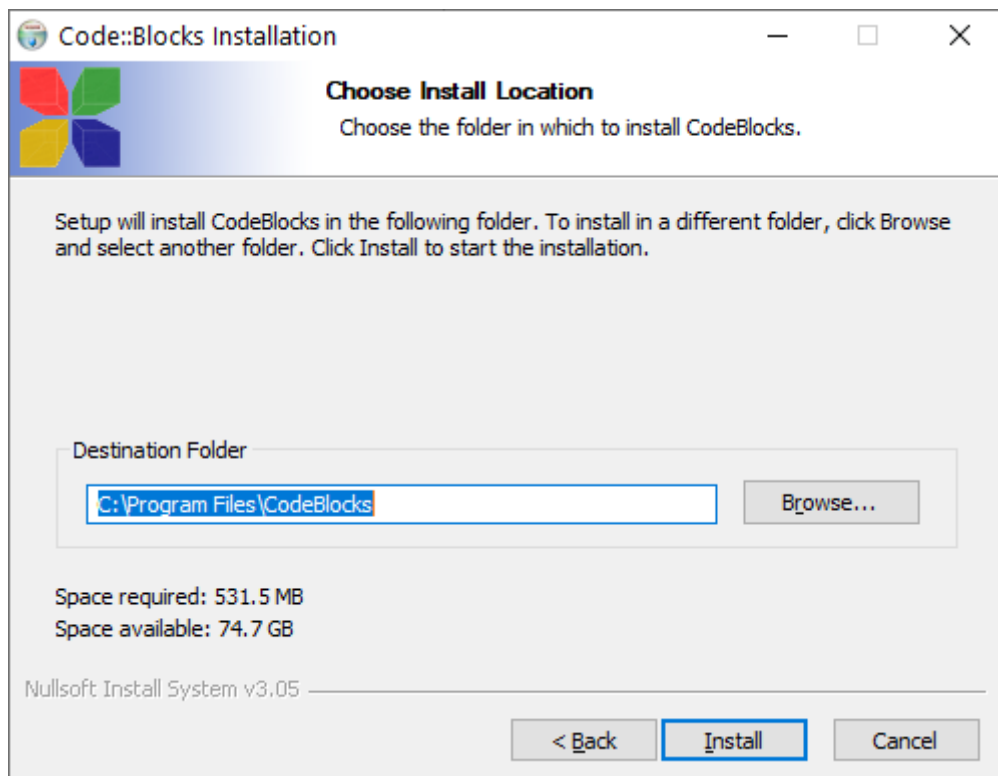 Code::Blocks Installation
Choose Install Location
Choose the folder in which to install CodeBlocks.
Setup will install CodeBlocks in the following folder. To install in a different folder, click Browse
and select another folder. Click Install to start the installation.
Destination Folder
C:\Program Files\CodeBlocks
Browse...
Space required: 531.5 MB
Space available: 74.7 GB
Nullsoft Install System v3.05
< Back
Install
Cancel